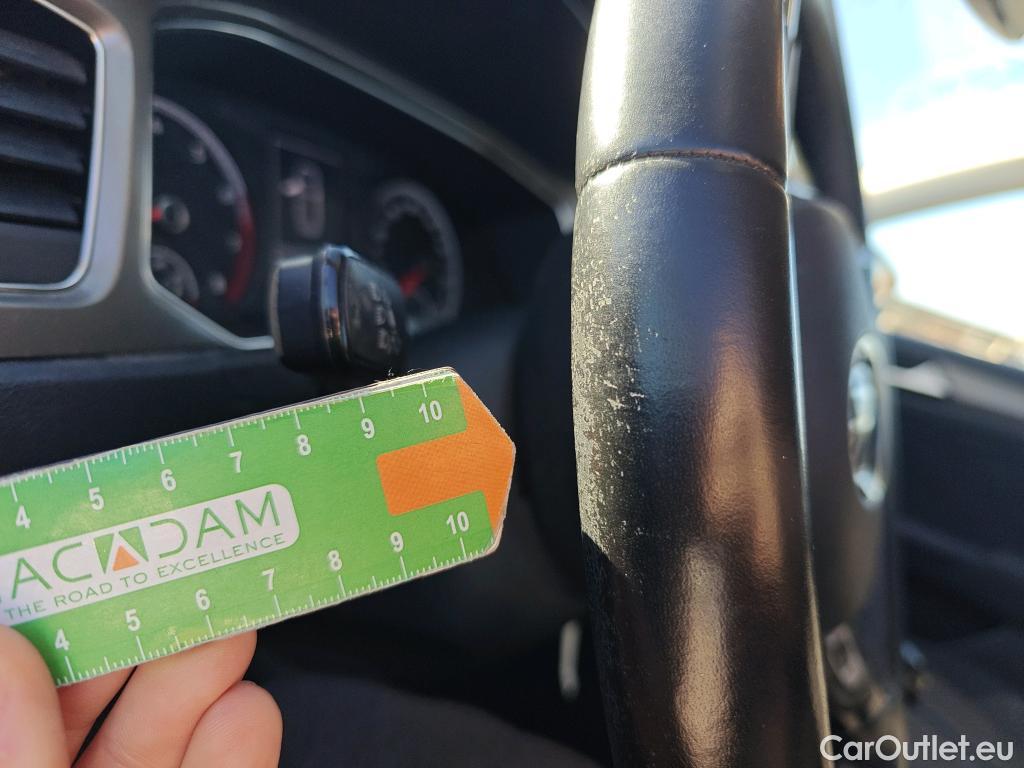 4 5 6 7 8 9 10
MACADAM
THE ROAD TO EXCELLENCE
4 5 6 7 8 9 10
CarOutlet.eu